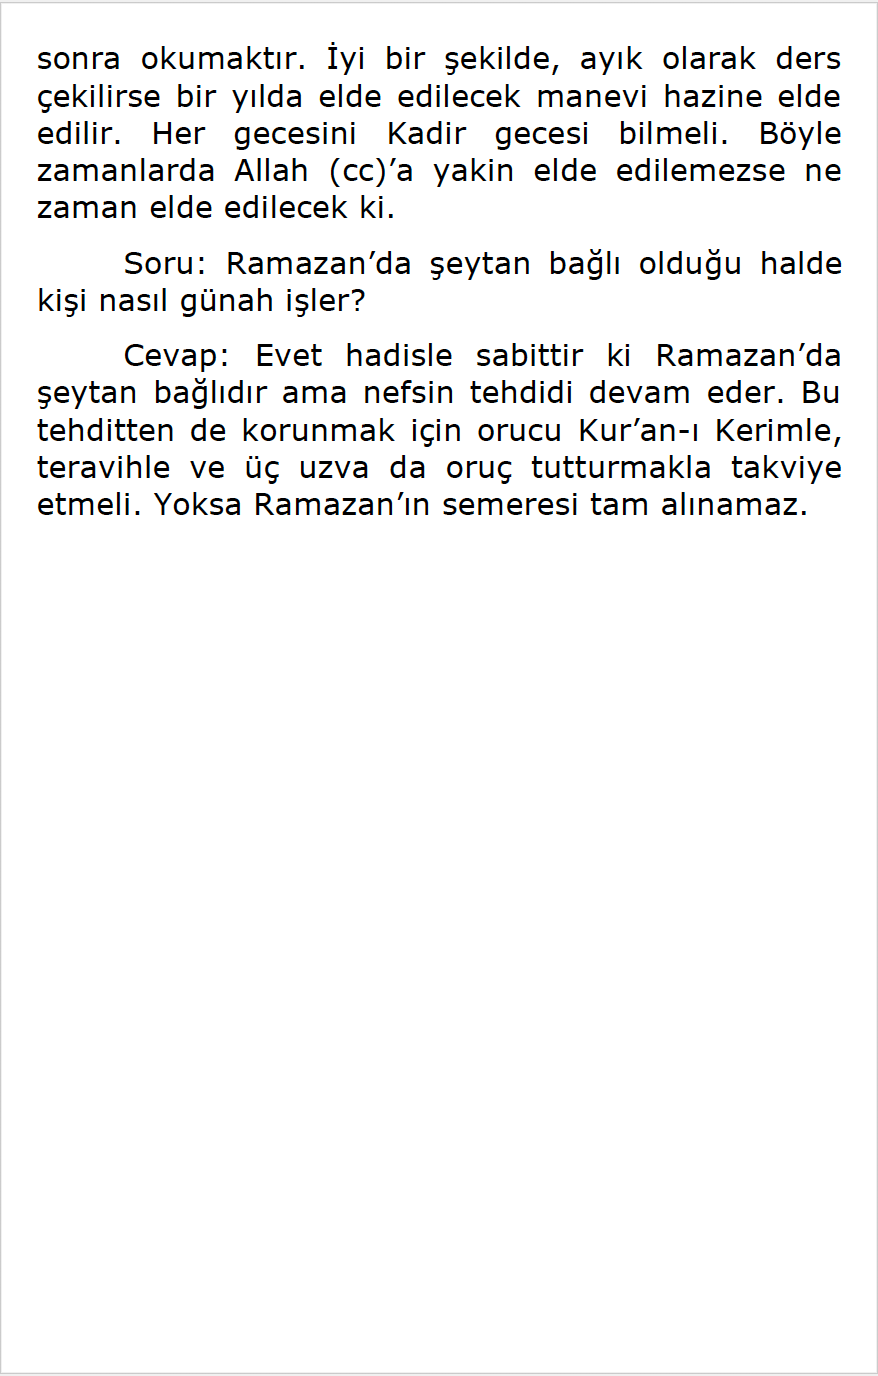 sonra okumaktır. İyi bir şekilde, ayık olarak ders
çekilirse bir yılda elde edilecek manevi hazine elde
edilir. Her gecesini Kadir gecesi bilmeli. Böyle
zamanlarda Allah (cc)’a yakin elde edilemezse ne
zaman elde edilecek ki.
Soru: Ramazan’da şeytan bağlı olduğu halde
kişi nasıl günah işler?
Cevap: Evet hadisle sabittir ki Ramazan’da
şeytan bağlıdır ama nefsin tehdidi devam eder. Bu
tehditten de korunmak için orucu Kur’an-ı Kerimle,
teravihle ve üç uzva da oruç tutturmakla takviye
etmeli. Yoksa Ramazan’ın semeresi tam alınamaz.